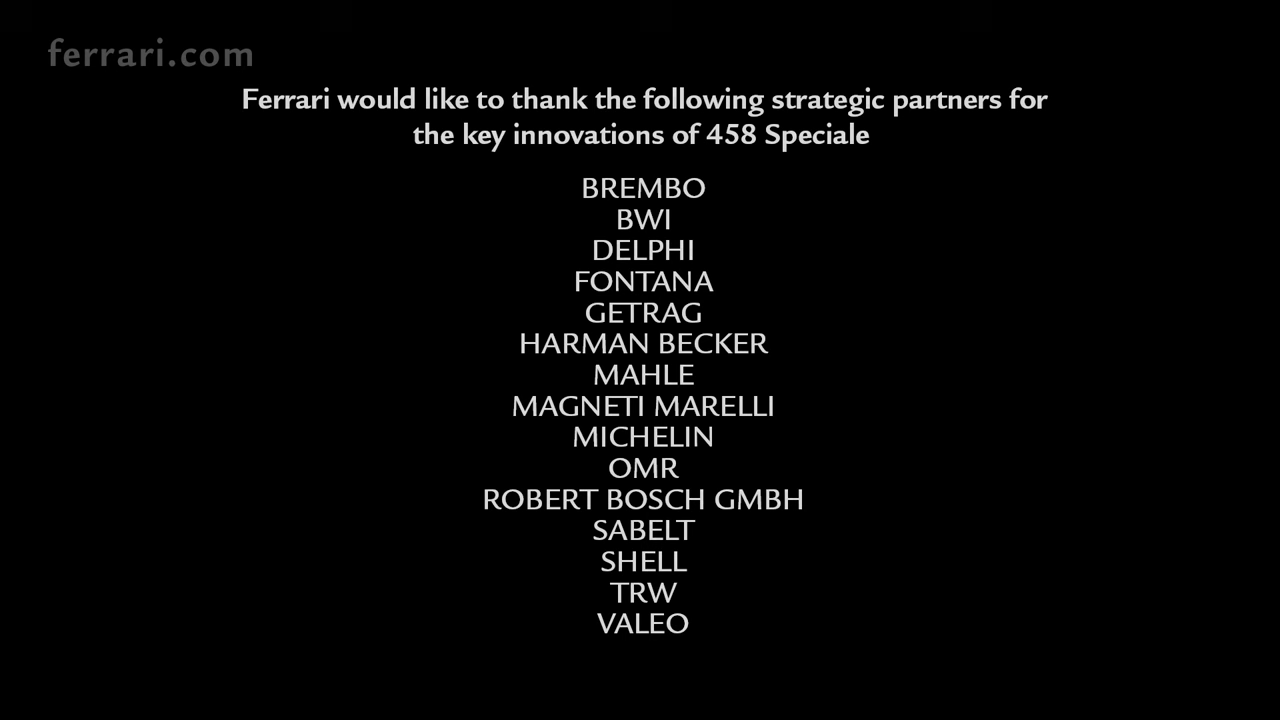 ferrari.com
Ferrari would like to thank the following strategic partners for
the key innovations of 458 Speciale
BREMBO
BWI
DELPHI
FONTANA
GETRAG
HARMAN BECKER
MAHLE
MAGNETI MARELLI
MICHELIN
OMR
ROBERT BOSCH GMBH
SABELT
SHELL
TRW
VALEO